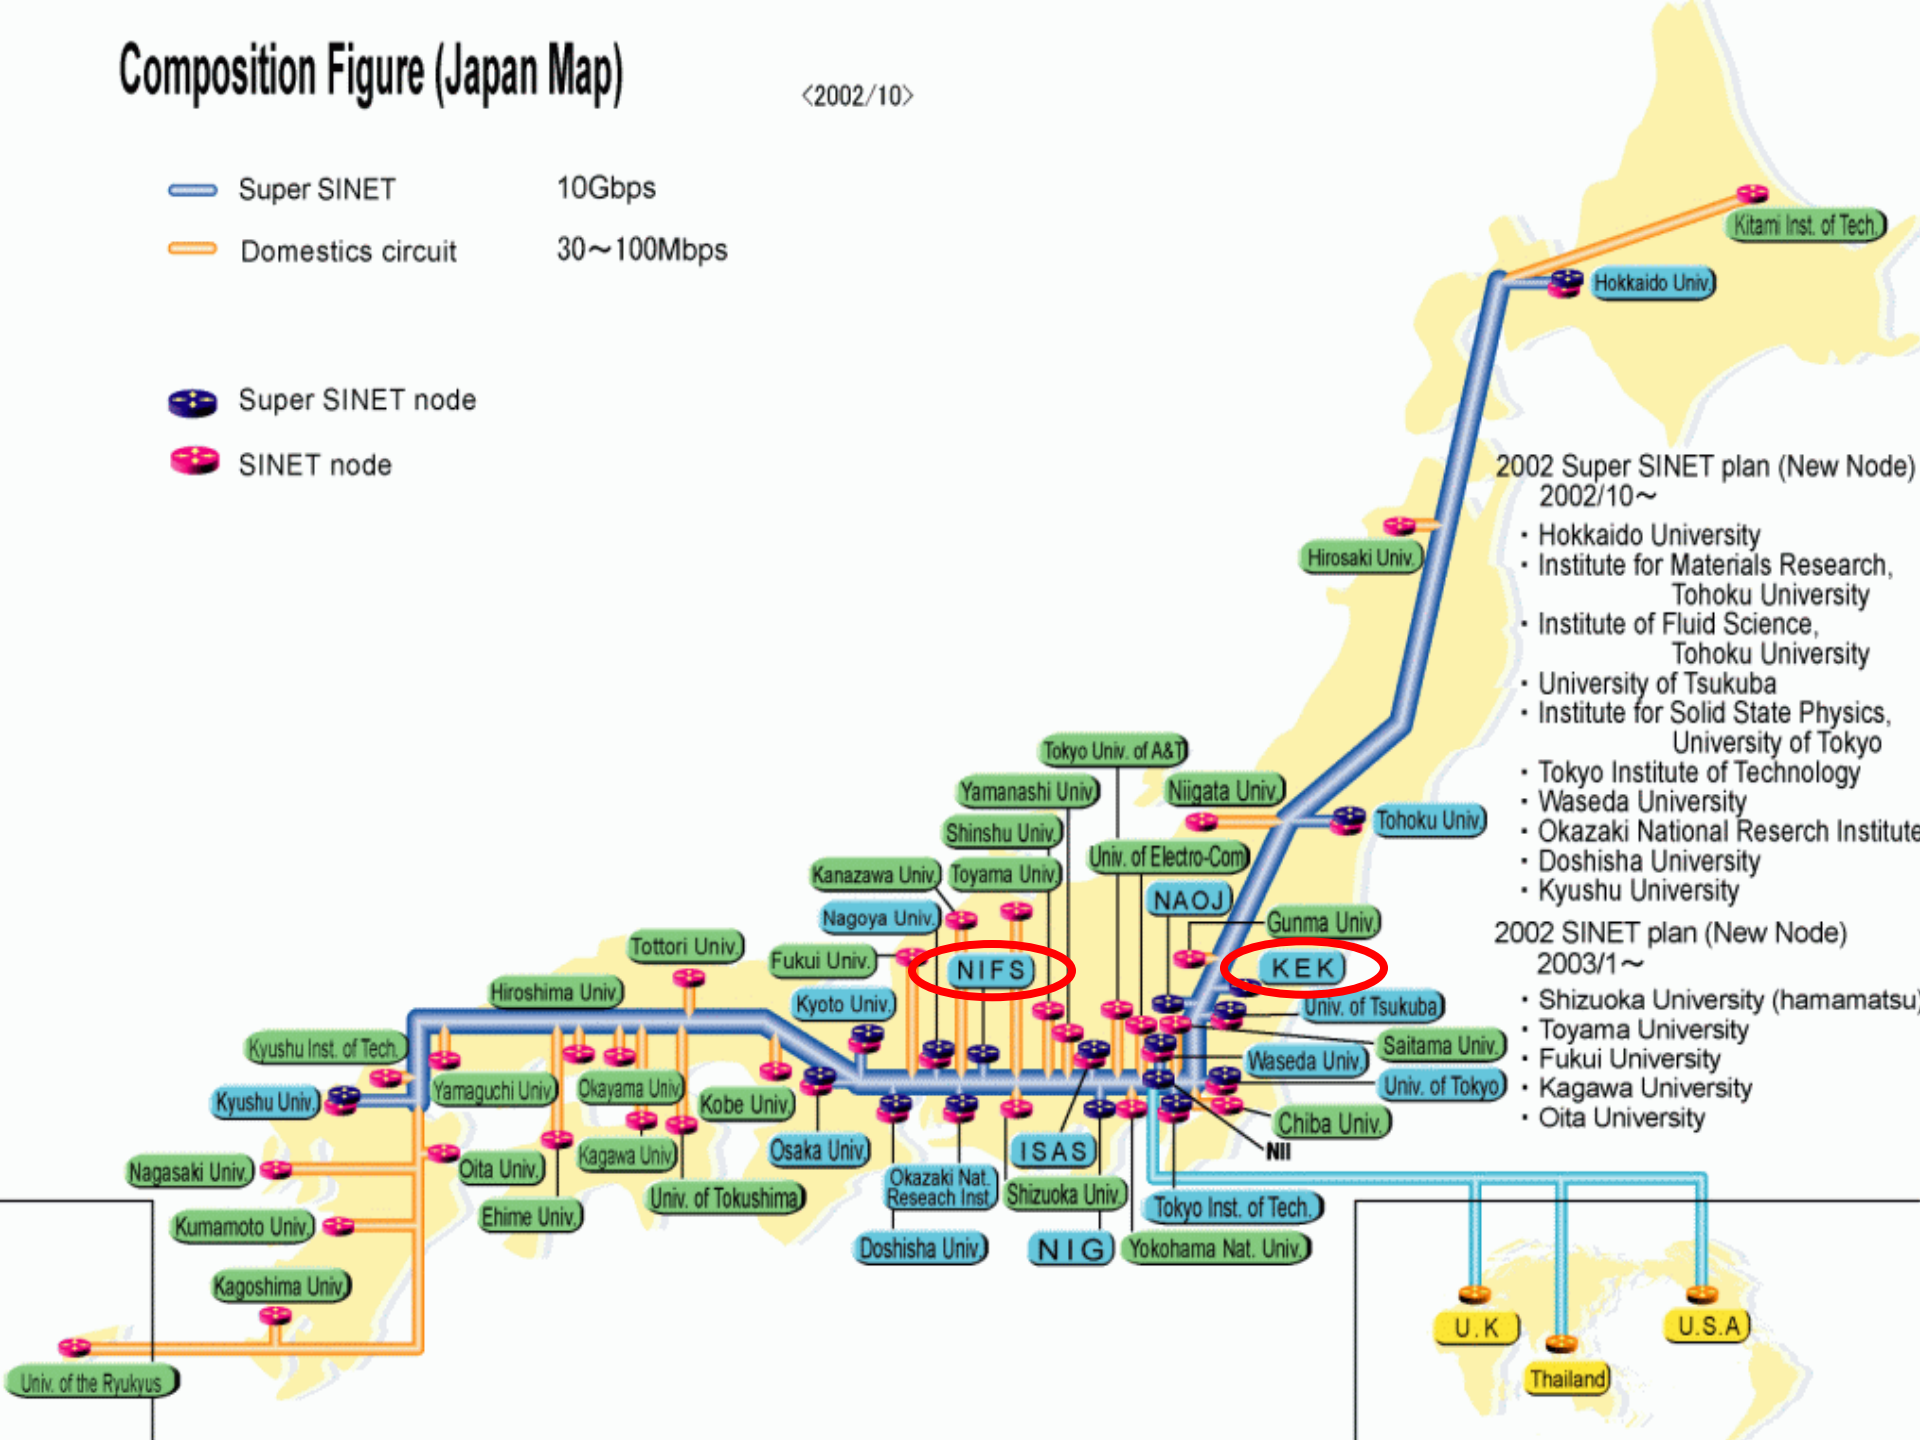 Composition Figure (Japan Map)
<2002/10>
Super SINET 10Gbps
Domestics circuit 30～100Mbps
Super SINET node
SINET node
Kitami Inst. of Tech.
Hokkaido Univ.
Hirosaki Univ.
2002 Super SINET plan (New Node)
2002/10～
・Hokkaido University
・Institute for Materials Research,
Tohoku University
・Institute of Fluid Science,
Tohoku University
・University of Tsukuba
・Institute for Solid State Physics,
University of Tokyo
・Tokyo Institute of Technology
・Waseda University
・Okazaki National Reserch Institute
・Doshisha University
・Kyushu University
2002 SINET plan (New Node)
2003/1～
・Shizuoka University (hamamatsu)
・Toyama University
・Fukui University
・Kagawa University
・Oita University
Tokyo Univ. of A&T
Yamanashi Univ.
Niigata Univ.
Tohoku Univ.
Shinshu Univ.
Univ. of Electro-Com
Kanazawa Univ.
Toyama Univ.
NAOJ
Nagoya Univ.
Gunma Univ.
Tottori Univ.
Fukui Univ.
NIFS
KEK
Hiroshima Univ.
Kyoto Univ.
Univ. of Tsukuba
Kyushu Inst. of Tech.
Saitama Univ.
Waseda Univ.
Yamaguchi Univ.
Okayama Univ.
Univ. of Tokyo
Kyushu Univ.
Kobe Univ.
Chiba Univ.
Osaka Univ.
ISAS
NII
Nagasaki Univ.
Oita Univ.
Kagawa Univ.
Okazaki Nat.
Reseach Inst.
Univ. of Tokushima
Shizuoka Univ.
Tokyo Inst. of Tech.
Kumamoto Univ.
Ehime Univ.
Doshisha Univ.
NIG
Yokohama Nat. Univ.
Kagoshima Univ.
Univ. of the Ryukyus
U.K
U.S.A
Thailand